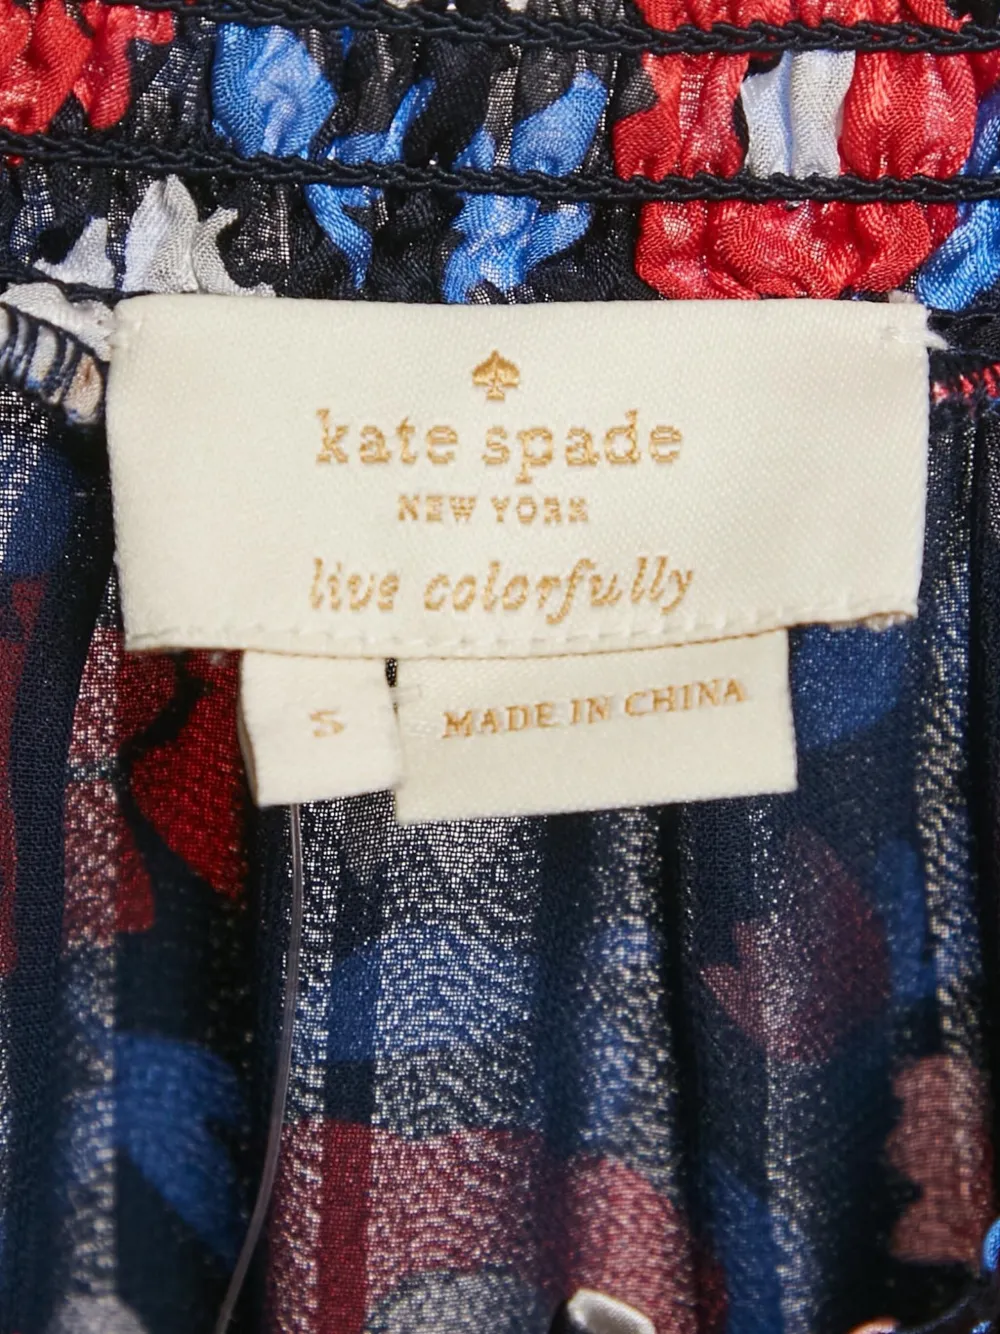 kate spade
NEW YORK
live colorfully
S
MADE IN CHINA